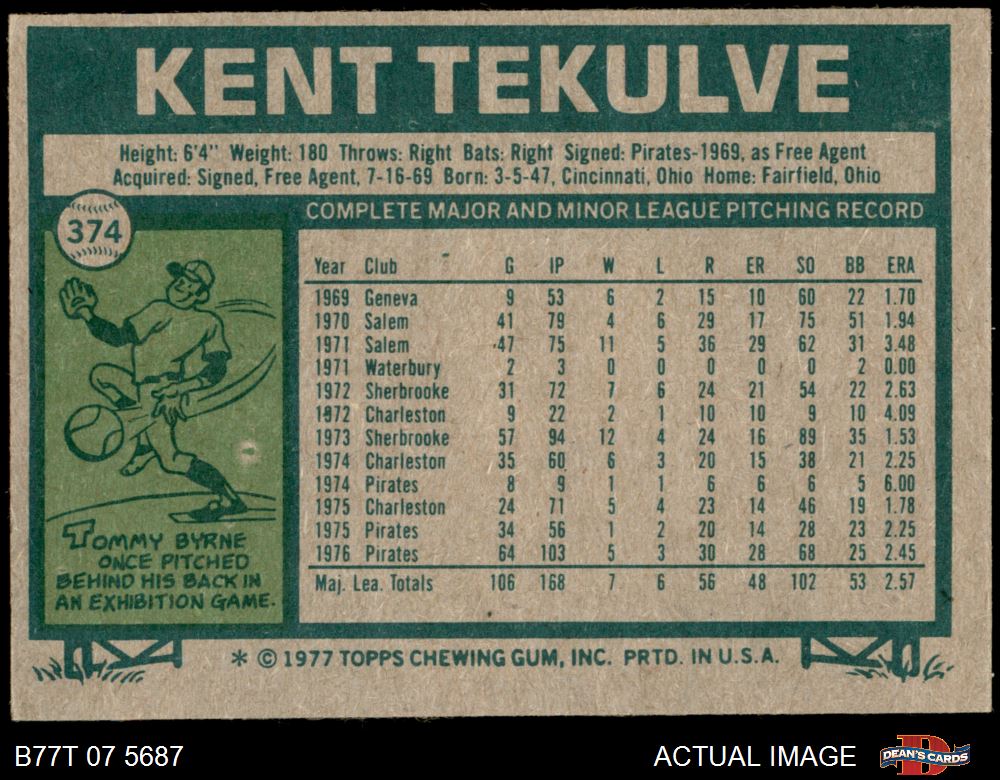 KENT TEKULVE
Height: 6'4" Weight: 180 Throws: Right Bats: Right Signed: Pirates-1969, as Free Agent
Acquired: Signed, Free Agent, 7-16-69 Born: 3-5-47, Cincinnati, Ohio Home: Fairfield, Ohio
374
COMPLETE MAJOR AND MINOR LEAGUE PITCHING RECORD
Year Club G IP W L R ER SO BB ERA
1969 Geneva 9 53 6 2 15 10 60 22 1.70
1970 Salem 41 79 4 6 29 17 75 51 1.94
1971 Salem 47 75 11 5 36 29 62 31 3.48
1971 Waterbury 2 3 0 0 0 0 0 2 0.00
1972 Sherbrooke 31 72 7 6 24 21 54 22 2.63
1972 Charleston 9 22 2 1 10 10 9 10 4.09
1973 Sherbrooke 57 94 12 4 24 16 89 35 1.53
1974 Charleston 35 60 6 3 20 15 38 21 2.25
1974 Pirates 8 9 1 1 6 6 6 5 6.00
1975 Charleston 24 71 5 4 23 14 46 19 1.78
1975 Pirates 34 56 1 2 20 14 28 23 2.25
1976 Pirates 64 103 5 3 30 28 68 25 2.45
Maj. Lea. Totals 106 168 7 6 56 48 102 53 2.57
TOMMY BYRNE
ONCE PITCHED
BEHIND HIS BACK IN
AN EXHIBITION GAME.
* © 1977 TOPPS CHEWING GUM, INC. PRTD. IN U.S.A.
B77T 07 5687
ACTUAL IMAGE
DEAN'S CARDS